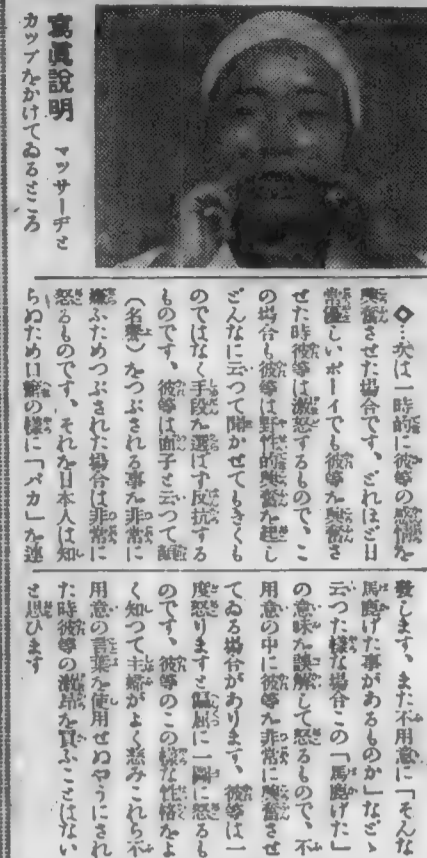 寫眞說明　マッサーヂと
カップをかけてゐるところ
◇…次は一時的に彼等の感情を
興奮させた場合です、どれほど日
常優しいボーイでも彼等を興奮さ
せた時彼等は激怒するもので、こ
の場合も彼等は野性的興奮を起し
どんなに云つて聞かせてもきくも
のではなく手段を選ばず反抗する
ものです、彼等は面子と云つて顏
（名譽）をつぶされる事を非常に
嫌ふためつぶされた場合は非常に
怒るものです、それを日本人は知
らぬため口癖の様に「バカ」を連
發します、また不用意に「そんな
馬鹿げた事があるものか」などゝ
云つた様な場合この「馬鹿げた」
の意味を誤解して怒るもので、不
用意の中に彼等を非常に興奮させ
てゐる場合があります、彼等は一
度怒りますと偏屈に一圖に怒るも
のです、彼等のこの様な性格をよ
く知つて主婦がよく愼みこれら不
用意の言葉を使用せぬやうにされ
た時彼等の激昂を買ふことはない
と思ひます